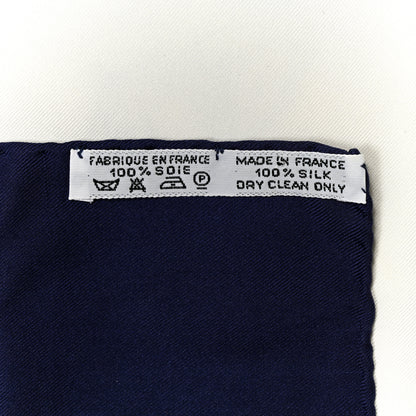 FABRIQUE EN FRANCE
100% SOIE
P
MADE IN FRANCE
100% SILK
DRY CLEAN ONLY